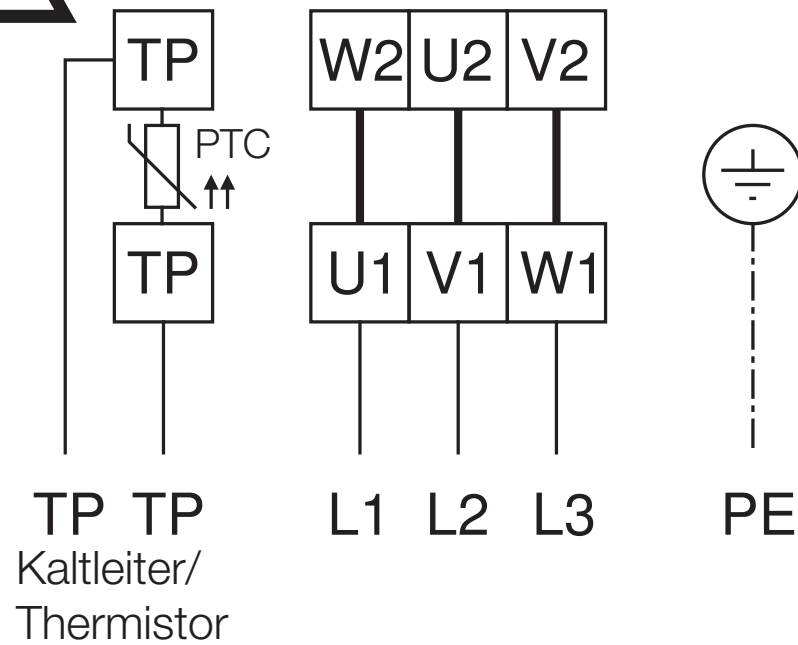 TP W2 U2 V2
PTC
TP U1 V1 W1
TP TP L1 L2 L3 PE
Kaltleiter/
Thermistor